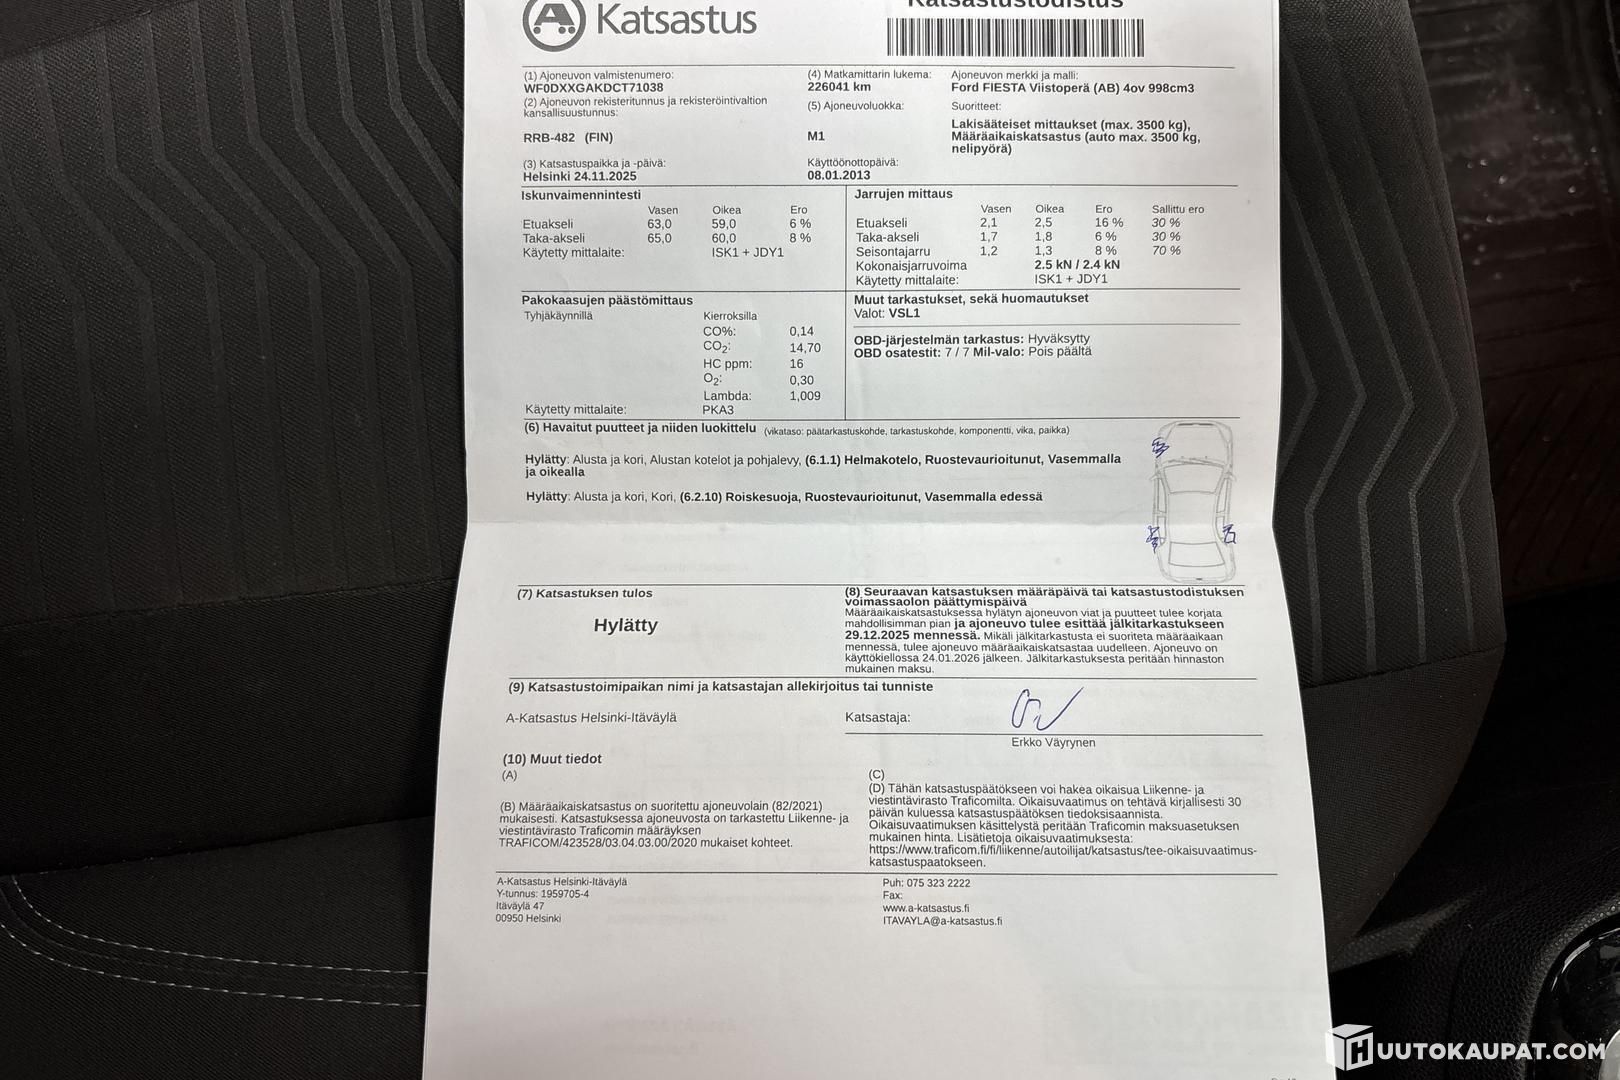 A Katsastus
Katsastustodistus
(1) Ajoneuvon valmistenumero:
WF0DXXGAKDCT71038
(4) Matkamittarin lukema:
226041 km
Ajoneuvon merkki ja malli:
Ford FIESTA Viistoperä (AB) 4ov 998cm3
(2) Ajoneuvon rekisteritunnus ja rekisteröintivaltion
kansallisuustunnus:
RRB-482 (FIN)
(5) Ajoneuvoluokka:
M1
Suoritteet:
Lakisääteiset mittaukset (max. 3500 kg),
Määräaikaiskatsastus (auto max. 3500 kg,
nelipyörä)
(3) Katsastuspaikka ja -päivä:
Helsinki 24.11.2025
Käyttöönottopäivä:
08.01.2013
Iskunvaimennintesti
Vasen Oikea Ero
Etuakseli 63,0 59,0 6 %
Taka-akseli 65,0 60,0 8 %
Käytetty mittalaite: ISK1 + JDY1
Jarrujen mittaus
Vasen Oikea Ero Sallittu ero
Etuakseli 2,1 2,5 16 % 30 %
Taka-akseli 1,7 1,8 6 % 30 %
Seisontajarru 1,2 1,3 8 % 70 %
Kokonaisjarruvoima 2.5 kN / 2.4 kN
Käytetty mittalaite: ISK1 + JDY1
Pakokaasujen päästömittaus
Tyhjäkäynnillä Kierroksilla
CO%: 0,14
CO2: 14,70
HC ppm: 16
O2: 0,30
Lambda: 1,009
Käytetty mittalaite: PKA3
Muut tarkastukset, sekä huomautukset
Valot: VSL1
OBD-järjestelmän tarkastus: Hyväksytty
OBD osatestit: 7 / 7 Mil-valo: Pois päältä
(6) Havaitut puutteet ja niiden luokittelu (vikataso: päätarkastuskohde, tarkastuskohde, komponentti, vika, paikka)
Hylätty: Alusta ja kori, Alustan kotelot ja pohjalevy, (6.1.1) Helmakotelo, Ruostevaurioitunut, Vasemmalla
ja oikealla
Hylätty: Alusta ja kori, Kori, (6.2.10) Roiskesuoja, Ruostevaurioitunut, Vasemmalla edessä
(7) Katsastuksen tulos
Hylätty
(8) Seuraavan katsastuksen määräpäivä tai katsastustodistuksen
voimassaolon päättymispäivä
Määräaikaiskatsastuksessa hylätyn ajoneuvon viat ja puutteet tulee korjata
mahdollisimman pian ja ajoneuvo tulee esittää jälkitarkastukseen
29.12.2025 mennessä. Mikäli jälkitarkastusta ei suoriteta määräaikaan
mennessä, tulee ajoneuvo määräaikaiskatsastaa uudelleen. Ajoneuvo on
käyttökiellossa 24.01.2026 jälkeen. Jälkitarkastuksesta peritään hinnaston
mukainen maksu.
(9) Katsastustoimipaikan nimi ja katsastajan allekirjoitus tai tunniste
A-Katsastus Helsinki-Itäväylä
Katsastaja:
Erkko Väyrynen
(10) Muut tiedot
(A)
(B) Määräaikaiskatsastus on suoritettu ajoneuvolain (82/2021)
mukaisesti. Katsastuksessa ajoneuvosta on tarkastettu Liikenne- ja
viestintävirasto Traficomin määräyksen
TRAFICOM/423528/03.04.03.00/2020 mukaiset kohteet.
(C)
(D) Tähän katsastuspäätökseen voi hakea oikaisua Liikenne- ja
viestintävirasto Traficomilta. Oikaisuvaatimus on tehtävä kirjallisesti 30
päivän kuluessa katsastuspäätöksen tiedoksisaannista.
Oikaisuvaatimuksen käsittelystä peritään Traficomin maksuasetuksen
mukainen hinta. Lisätietoja oikaisuvaatimuksesta:
https://www.traficom.fi/fi/liikenne/autoilijat/katsastus/tee-oikaisuvaatimus-
katsastuspaatokseen.
A-Katsastus Helsinki-Itäväylä
Y-tunnus: 1959705-4
Itäväylä 47
00950 Helsinki
Puh: 075 323 2222
Fax:
www.a-katsastus.fi
ITAVAYLA@a-katsastus.fi
HUUTOKAUPAT.COM